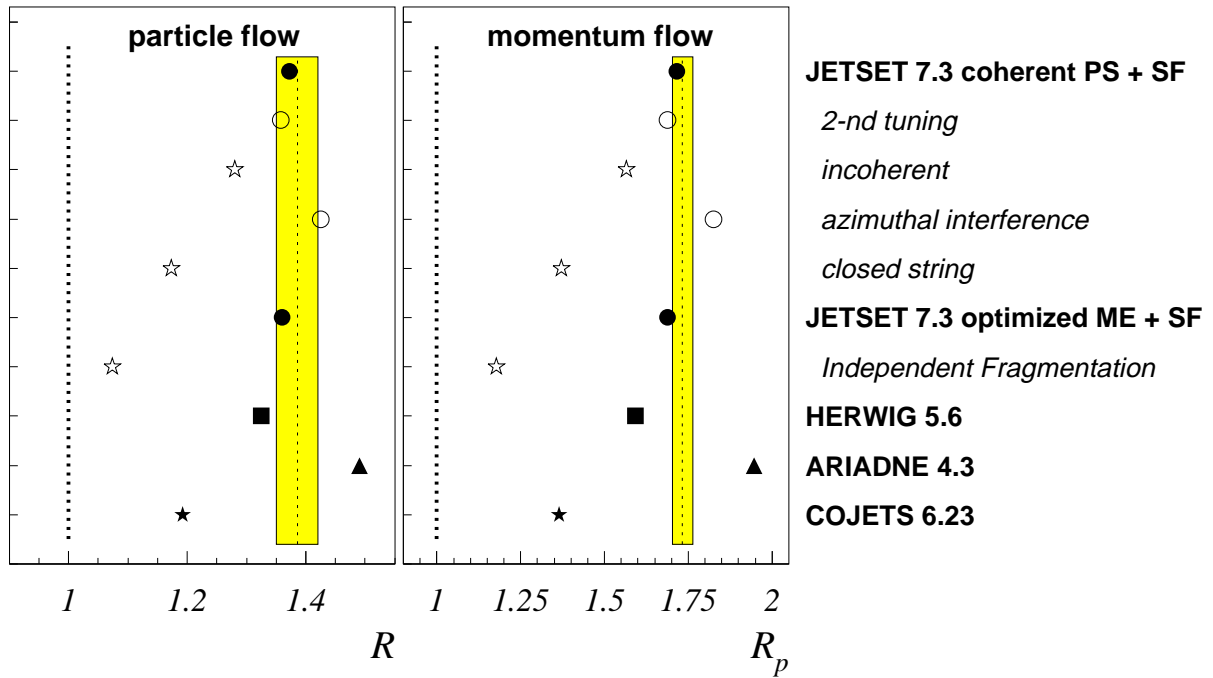 particle flow
momentum flow
JETSET 7.3 coherent PS + SF
2-nd tuning
incoherent
azimuthal interference
closed string
JETSET 7.3 optimized ME + SF
Independent Fragmentation
HERWIG 5.6
ARIADNE 4.3
COJETS 6.23
1 1.2 1.4
R
1 1.25 1.5 1.75 2
R_p